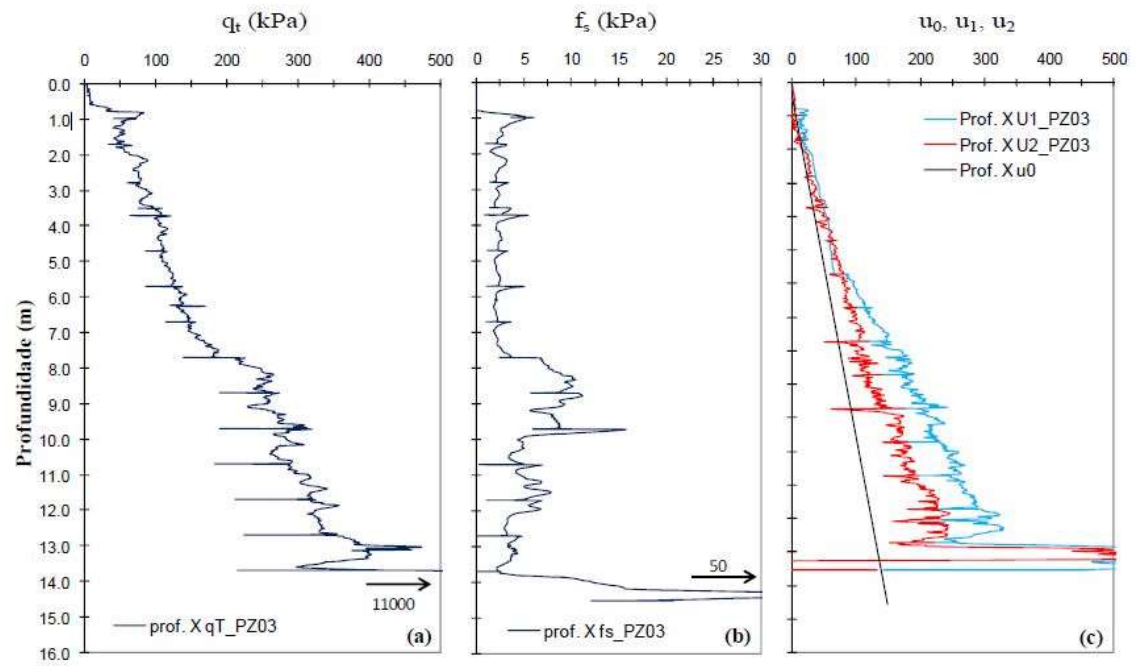 qt (kPa)
0 100 200 300 400 500
Profundidade (m)
0.0
1.0
2.0
3.0
4.0
5.0
6.0
7.0
8.0
9.0
10.0
11.0
12.0
13.0
14.0
15.0
16.0
11000
prof. X qT_PZ03
(a)
fs (kPa)
0 5 10 15 20 25 30
50
prof. X fs_PZ03
(b)
u0, u1, u2
0 100 200 300 400 500
Prof. X U1_PZ03
Prof. X U2_PZ03
Prof. X u0
(c)